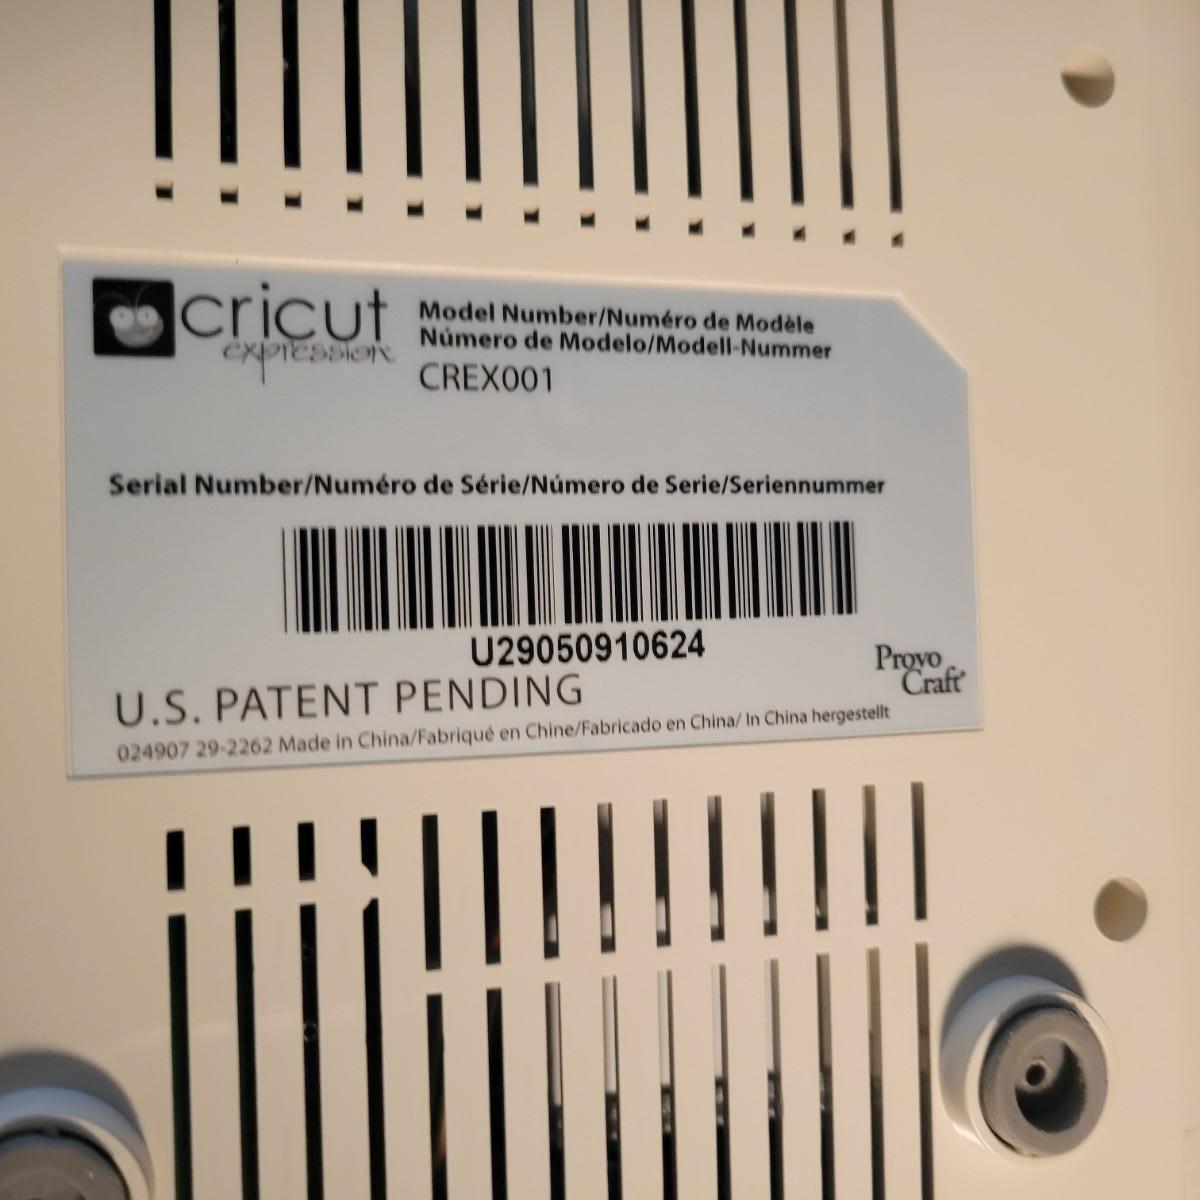 cricut
expression
Model Number/Numéro de Modèle
Número de Modelo/Modell-Nummer
CREX001
Serial Number/Numéro de Série/Número de Serie/Seriennummer
U29050910624
Provo
Craft
U.S. PATENT PENDING
024907 29-2262 Made in China/Fabriqué en Chine/Fabricado en China/ In China hergestellt